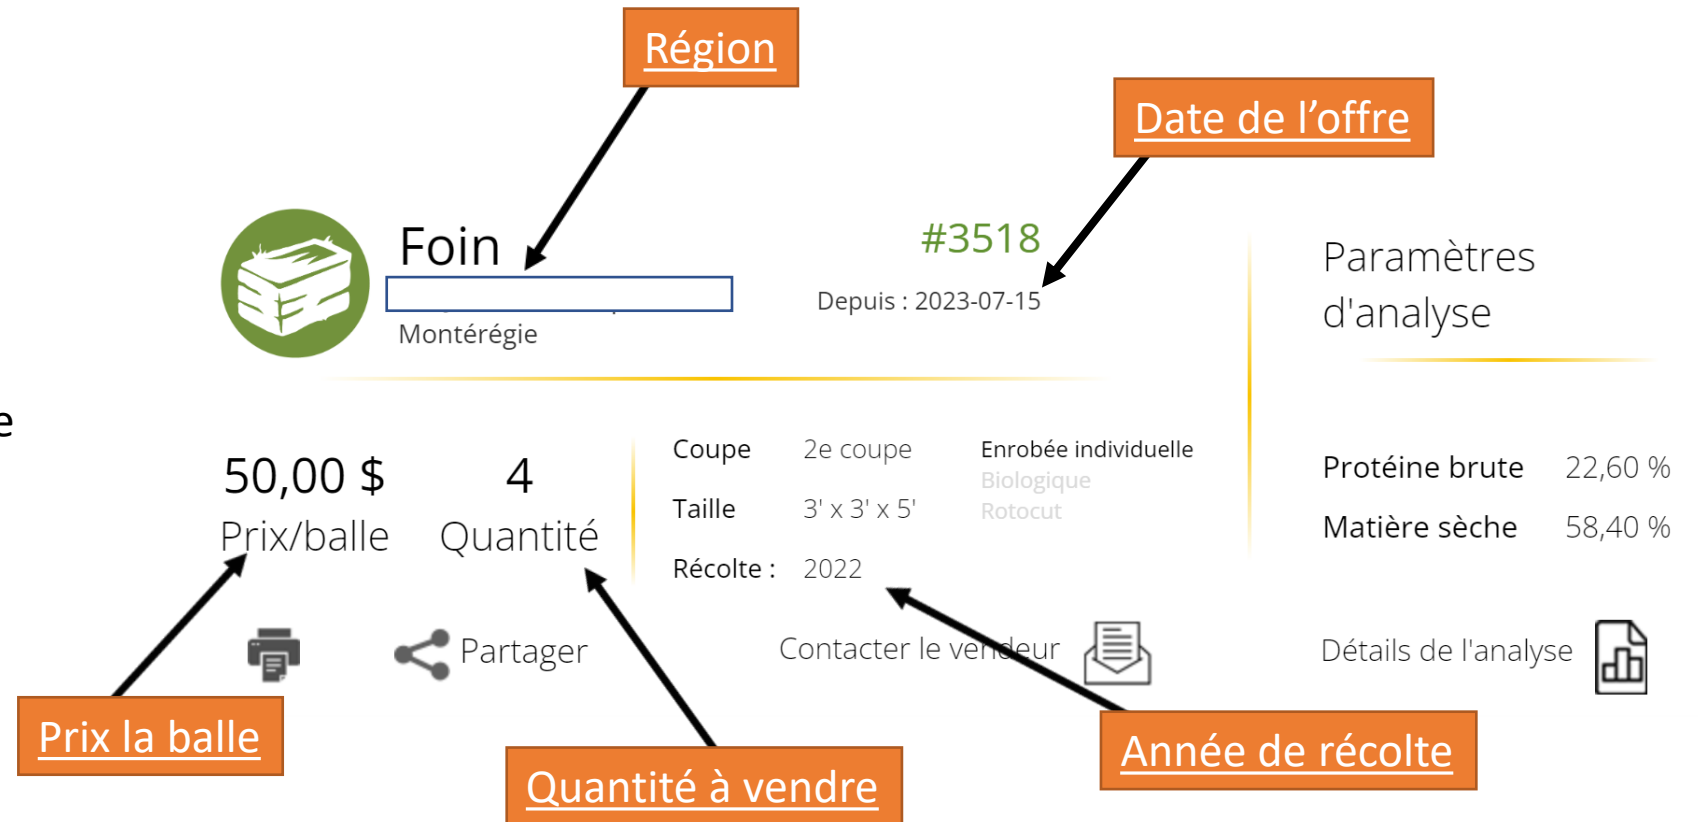 Région
Date de l’offre
Foin
#3518
Depuis : 2023-07-15
Montérégie
Paramètres
d'analyse
e
50,00 $
Prix/balle
4
Quantité
Coupe 2e coupe
Taille 3' x 3' x 5'
Récolte : 2022
Enrobée individuelle
Biologique
Rotocut
Protéine brute 22,60 %
Matière sèche 58,40 %
Partager
Contacter le vendeur
Détails de l'analyse
Prix la balle
Quantité à vendre
Année de récolte